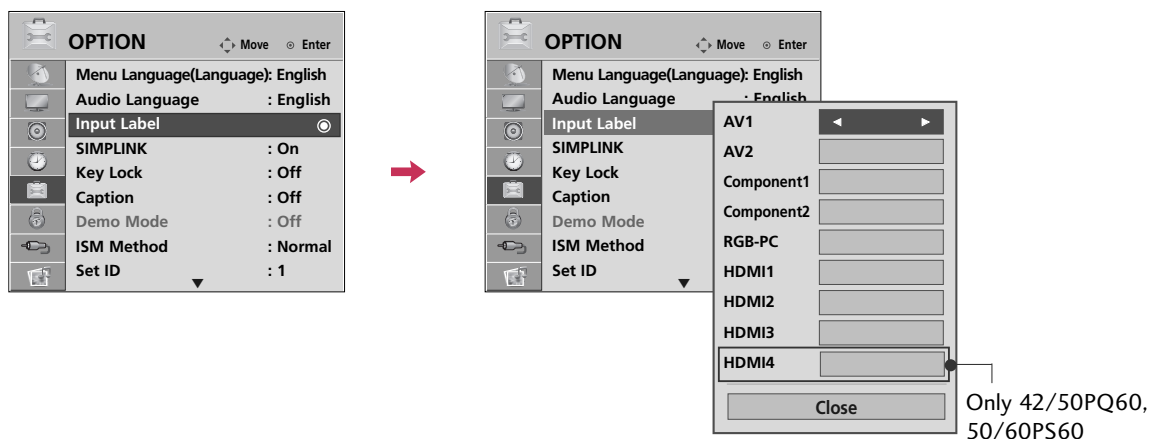 OPTION Move Enter
Menu Language(Language): English
Audio Language : English
Input Label
SIMPLINK : On
Key Lock : Off
Caption : Off
Demo Mode : Off
ISM Method : Normal
Set ID : 1
OPTION Move Enter
Menu Language(Language): English
Audio Language : English
Input Label
SIMPLINK
Key Lock
Caption
Demo Mode
ISM Method
Set ID
AV1
AV2
Component1
Component2
RGB-PC
HDMI1
HDMI2
HDMI3
HDMI4
Close
Only 42/50PQ60,
50/60PS60